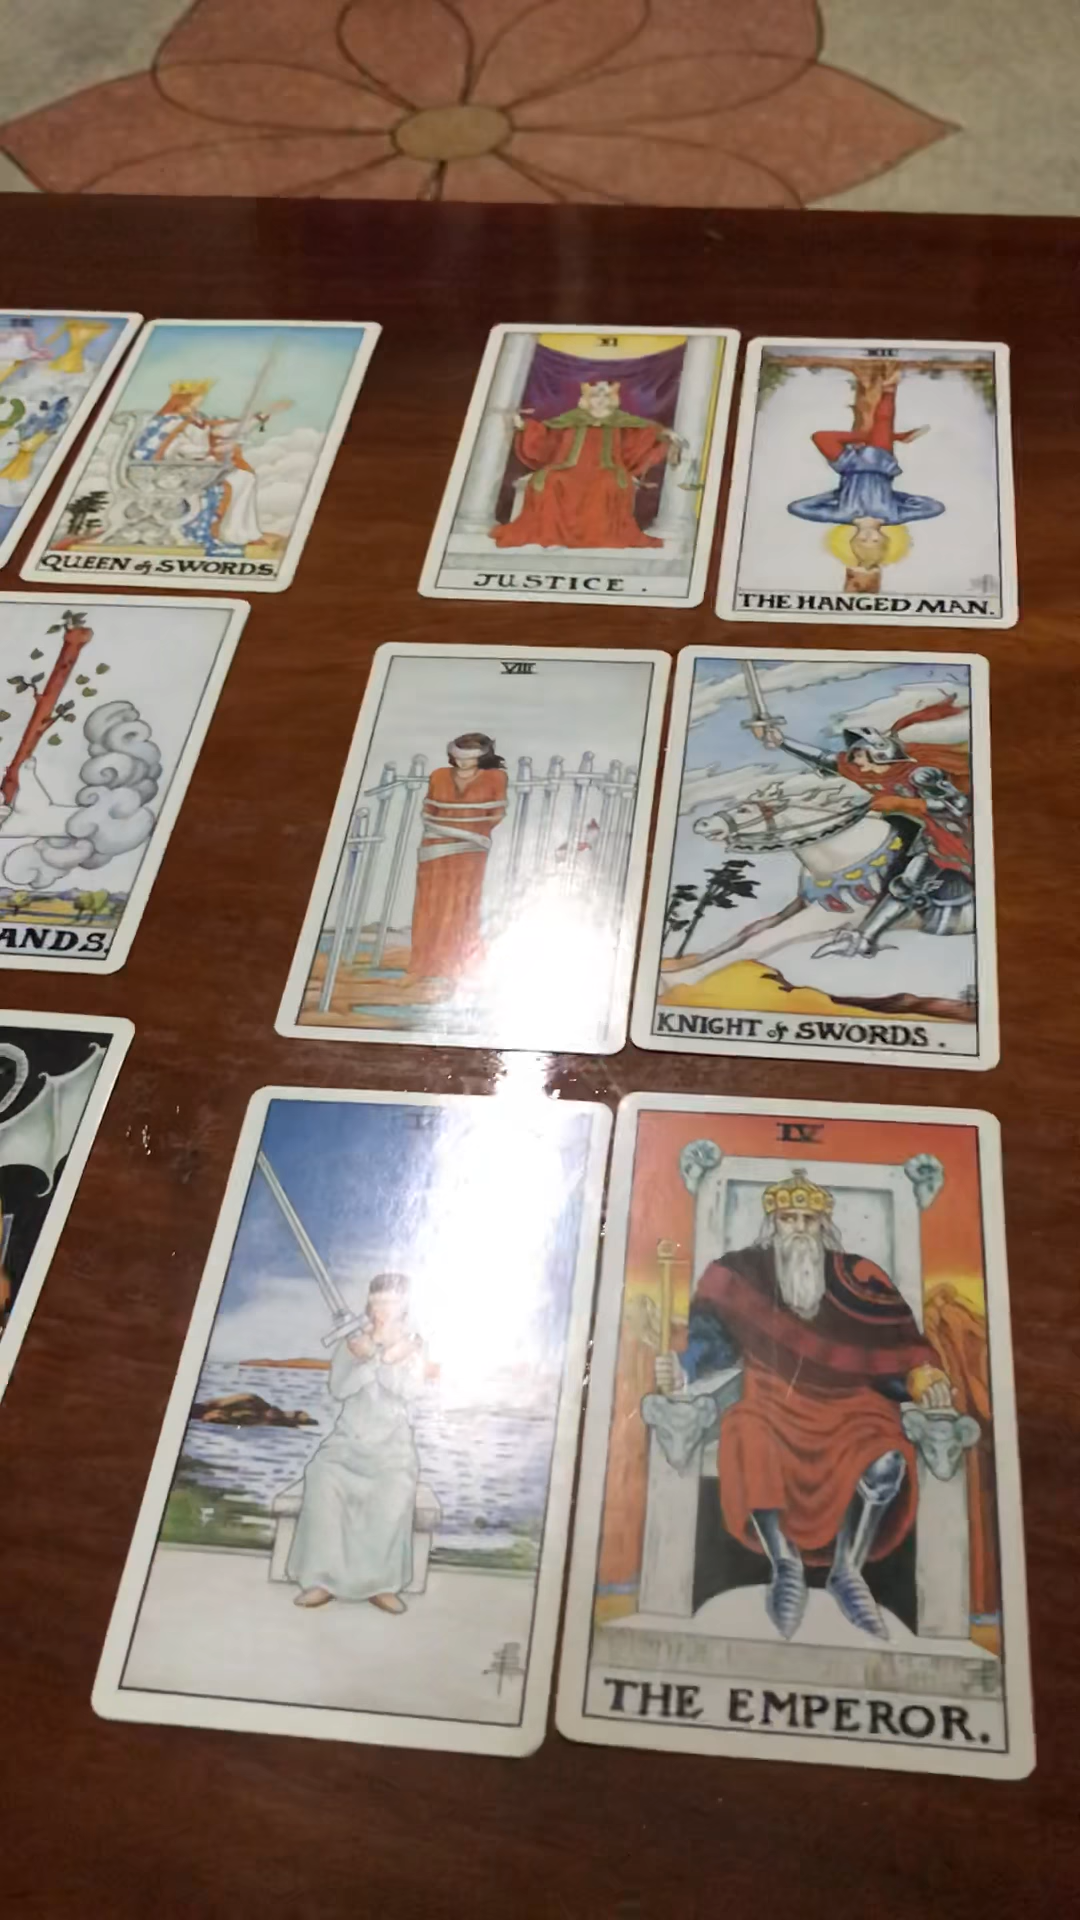 QUEEN of SWORDS.
XI
JUSTICE .
XII
THE HANGED MAN.
ANDS.
VIII
KNIGHT of SWORDS .
IV
THE EMPEROR.